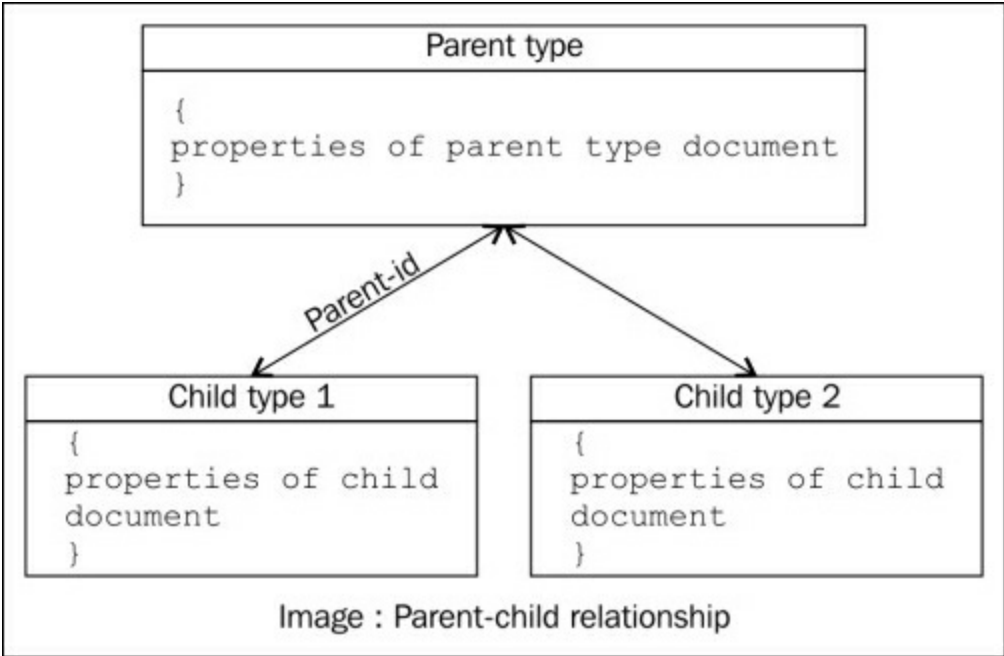 Parent type
{
properties of parent type document
}
Parent-id
Child type 1
{
properties of child
document
}
Child type 2
{
properties of child
document
}
Image : Parent-child relationship